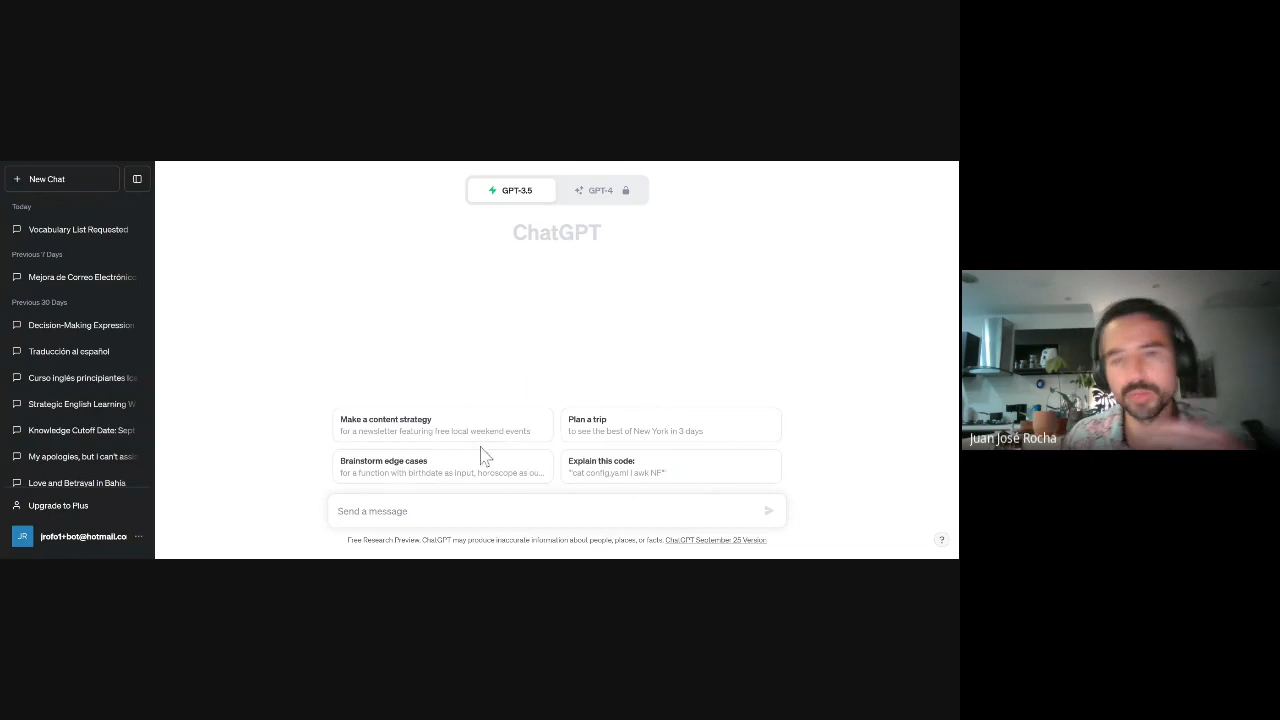 New Chat
Today
Vocabulary List Requested
Previous 7 Days
Mejora de Correo Electrónico
Previous 30 Days
Decision-Making Expression
Traducción al español
Curso inglés principiantes
Strategic English Learning W
Knowledge Cutoff Date: Sept
My apologies, but I can't assi
Love and Betrayal in Bahia
Upgrade to Plus
JR
jrofo1+bot@hotmail.co
GPT-3.5
GPT-4
ChatGPT
Make a content strategy
for a newsletter featuring free local weekend events
Plan a trip
to see the best of New York in 3 days
Brainstorm edge cases
for a function with birthdate as input, horoscope as ou...
Explain this code:
"cat config.yaml | awk NF"
Send a message
Free Research Preview. ChatGPT may produce inaccurate information about people, places, or facts. ChatGPT September 25 Version
?
Juan José Rocha